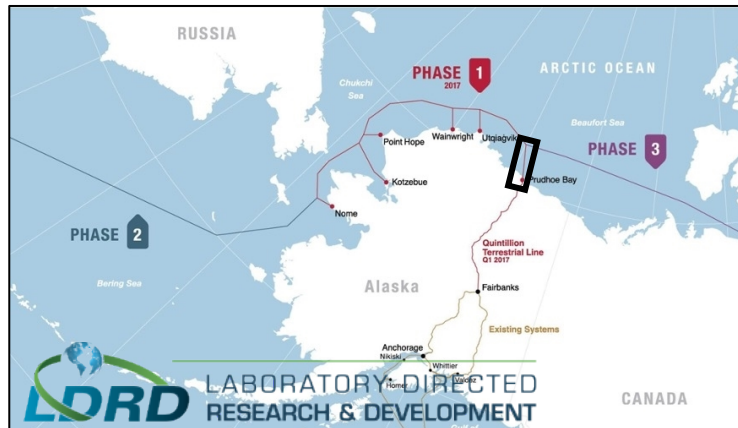 RUSSIA
PHASE 1
2017
ARCTIC OCEAN
Chukchi
Sea
Beaufort Sea
Point Hope
Wainwright
Utqiaġvik
PHASE 3
Kotzebue
Prudhoe Bay
Nome
PHASE 2
Quintillion
Terrestrial Line
Q1 2017
Bering Sea
Alaska
Fairbanks
Existing Systems
Anchorage
Nikiski
Whittier
Homer
Valdez
CANADA
LDRD
LABORATORY DIRECTED
RESEARCH & DEVELOPMENT